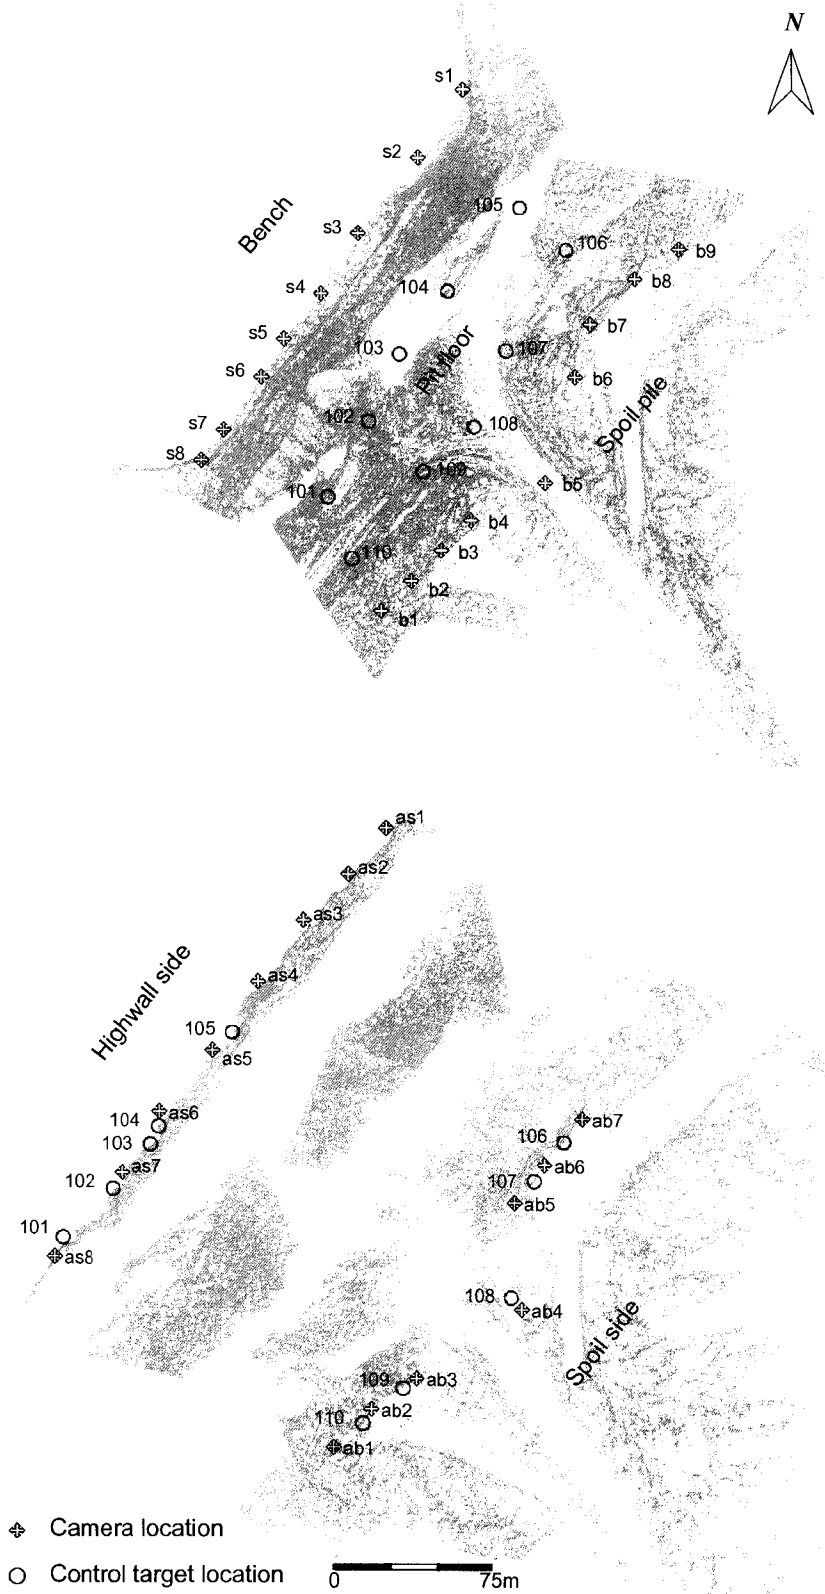 N
s1
s2
105
Bench
s3
106
b9
b8
s4
104
b7
s5
103
107
Pit floor
s6
b6
Spoil pile
102
108
s7
s8
109
b5
101
b4
b3
110
b2
b1
as1
as2
as3
as4
Highwall side
105
as5
as6
104
103
ab7
106
as7
ab6
102
107
ab5
101
as8
108
ab4
Spoil side
109
ab3
ab2
110
ab1
Camera location
Control target location
0
75m